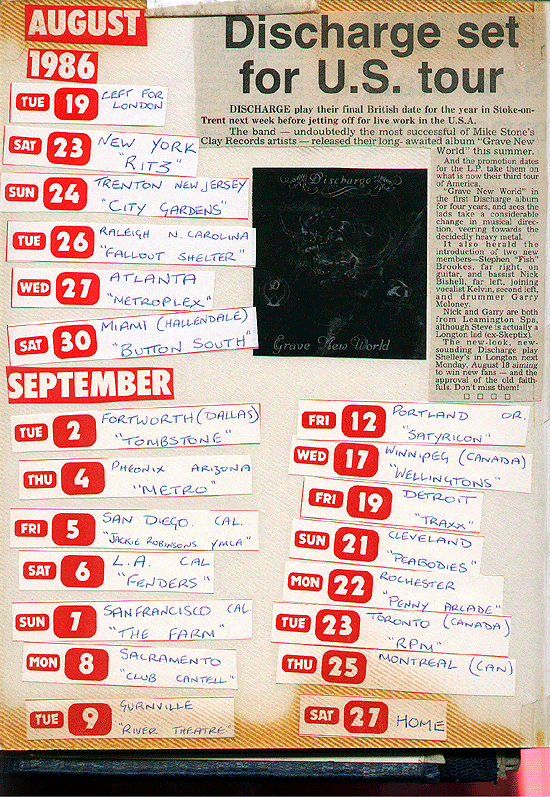 AUGUST
1986
TUE 19 LEFT FOR
LONDON
SAT 23 NEW YORK
"RITZ"
SUN 24 TRENTON NEW JERSEY
"CITY GARDENS"
TUE 26 RALEIGH N. CAROLINA
"FALLOUT SHELTER"
WED 27 ATLANTA
"METROPLEX"
SAT 30 MIAMI (HALLENDALE)
"BUTTON SOUTH"
Discharge set
for U.S. tour
DISCHARGE play their final British date for the year in Stoke-on-
Trent next week before jetting off for live work in the U.S.A.
The band — undoubtedly the most successful of Mike Stone's
Clay Records artists — released their long- awaited album "Grave New
World" this summer.
And the promotion dates
for the L.P. take them on
what is now their third tour
of America.
"Grave New World" is
the first Discharge album
for four years, and sees the
lads take a considerable
change in musical direc-
tion, veering towards the
decidedly heavy metal.
It also herald the
introduction of two new
members—Stephen "Fish"
Brookes, far right, on
guitar, and bassist Nick
Bishell, far left, joining
vocalist Kelvin, second left,
and drummer Garry
Moloney.
Nick and Garry are both
from Leamington Spa,
although Steve is actually a
Longton lad (ex-Skeptix).
The new-look, new-
sounding Discharge play
Shelley's in Longton next
Monday, August 18 aiming
to win new fans — and the
approval of the old faith-
fuls. Don't miss them!
Discharge
Grave New World
SEPTEMBER
TUE 2 FORTWORTH (DALLAS)
"TOMBSTONE"
THU 4 PHEONIX ARIZONA
"METRO"
FRI 5 SAN DIEGO. CAL.
"JACKIE ROBINSONS YMCA"
SAT 6 L.A. CAL
"FENDERS"
SUN 7 SANFRANCISCO CAL
"THE FARM"
MON 8 SACRAMENTO
"CLUB CANTELL"
TUE 9 GURNVILLE
"RIVER THEATRE"
FRI 12 PORTLAND OR.
"SATYRICON"
WED 17 WINNIPEG (CANADA)
"WELLINGTONS"
FRI 19 DETROIT
"TRAXX"
SUN 21 CLEVELAND
"PEABODIES"
MON 22 ROCHESTER
"PENNY ARCADE"
TUE 23 TORONTO (CANADA)
"RPM"
THU 25 MONTREAL (CAN)
SAT 27 HOME